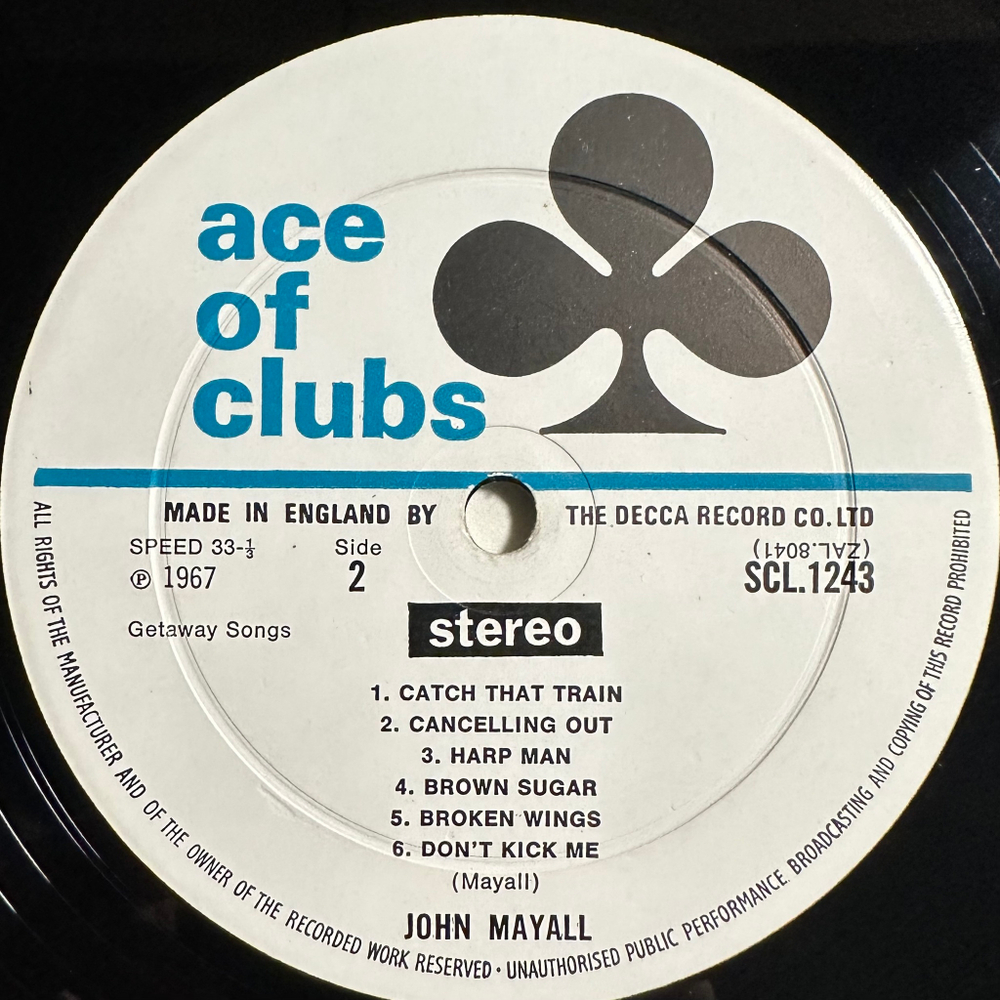 ace
of
clubs
MADE IN ENGLAND BY THE DECCA RECORD CO. LTD
SPEED 33-⅓ Side (ZAL.8041)
℗ 1967 2 SCL.1243
Getaway Songs stereo
1. CATCH THAT TRAIN
2. CANCELLING OUT
3. HARP MAN
4. BROWN SUGAR
5. BROKEN WINGS
6. DON'T KICK ME
(Mayall)
JOHN MAYALL
ALL RIGHTS OF THE MANUFACTURER AND OF THE OWNER OF THE RECORDED WORK RESERVED · UNAUTHORISED PUBLIC PERFORMANCE. BROADCASTING AND COPYING OF THIS RECORD PROHIBITED